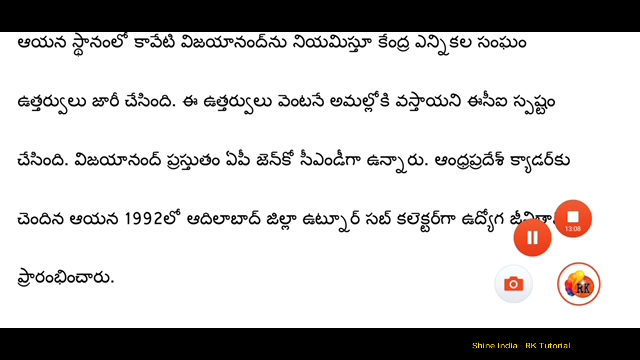 ఆయన స్థానంలో కావేటి విజయానంద్‌ను నియమిస్తూ కేంద్ర ఎన్నికల సంఘం
ఉత్తర్వులు జారీ చేసింది. ఈ ఉత్తర్వులు వెంటనే అమల్లోకి వస్తాయని ఈసీఐ స్పష్టం
చేసింది. విజయానంద్ ప్రస్తుతం ఏపీ జెన్‌కో సీఎండీగా ఉన్నారు. ఆంధ్రప్రదేశ్ క్యాడర్‌కు
చెందిన ఆయన 1992లో ఆదిలాబాద్ జిల్లా ఉట్నూర్ సబ్ కలెక్టర్‌గా ఉద్యోగ
13:08
ప్రారంభించారు.
RK
Shine India - RK Tutorial